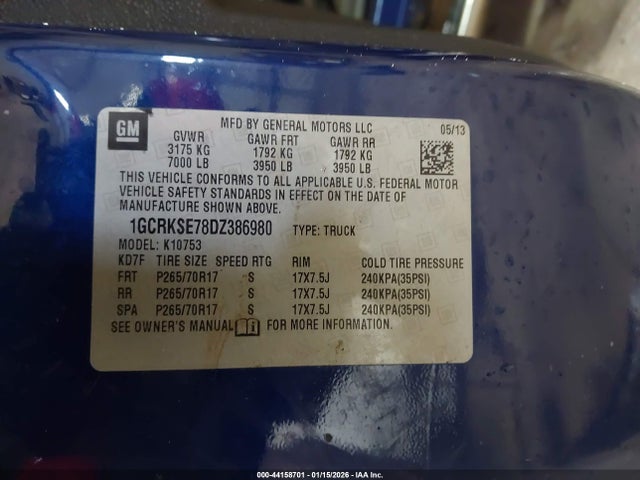 GM
MFD BY GENERAL MOTORS LLC
05/13
GVWR GAWR FRT GAWR RR
3175 KG 1792 KG 1792 KG
7000 LB 3950 LB 3950 LB
THIS VEHICLE CONFORMS TO ALL APPLICABLE U.S. FEDERAL MOTOR
VEHICLE SAFETY STANDARDS IN EFFECT ON THE DATE OF
MANUFACTURE SHOWN ABOVE.
1GCRKSE78DZ386980 TYPE: TRUCK
MODEL: K10753
KD7F TIRE SIZE SPEED RTG RIM COLD TIRE PRESSURE
FRT P265/70R17 S 17X7.5J 240KPA(35PSI)
RR P265/70R17 S 17X7.5J 240KPA(35PSI)
SPA P265/70R17 S 17X7.5J 240KPA(35PSI)
SEE OWNER'S MANUAL FOR MORE INFORMATION.
000-44158701 - 01/15/2026 - IAA Inc.